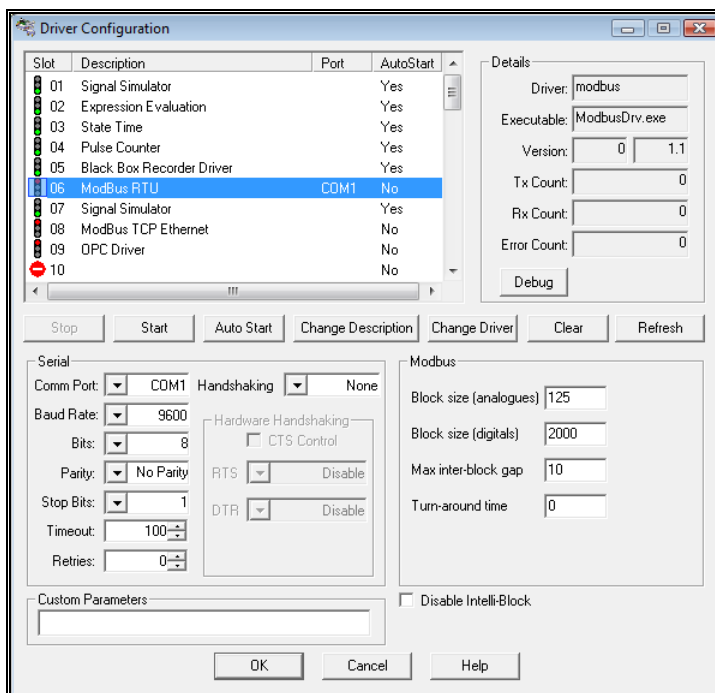 Driver Configuration
Slot Description Port AutoStart
01 Signal Simulator Yes
02 Expression Evaluation Yes
03 State Time Yes
04 Pulse Counter Yes
05 Black Box Recorder Driver Yes
06 ModBus RTU COM1 No
07 Signal Simulator Yes
08 ModBus TCP Ethernet No
09 OPC Driver No
10 No
Details
Driver: modbus
Executable: ModbusDrv.exe
Version: 0 1.1
Tx Count: 0
Rx Count: 0
Error Count: 0
Debug
Stop Start Auto Start Change Description Change Driver Clear Refresh
Serial
Comm Port: COM1 Handshaking None
Baud Rate: 9600
Bits: 8
Parity: No Parity
Stop Bits: 1
Timeout: 100
Retries: 0
Hardware Handshaking
CTS Control
RTS Disable
DTR Disable
Modbus
Block size (analogues) 125
Block size (digitals) 2000
Max inter-block gap 10
Turn-around time 0
Custom Parameters
Disable Intelli-Block
OK Cancel Help